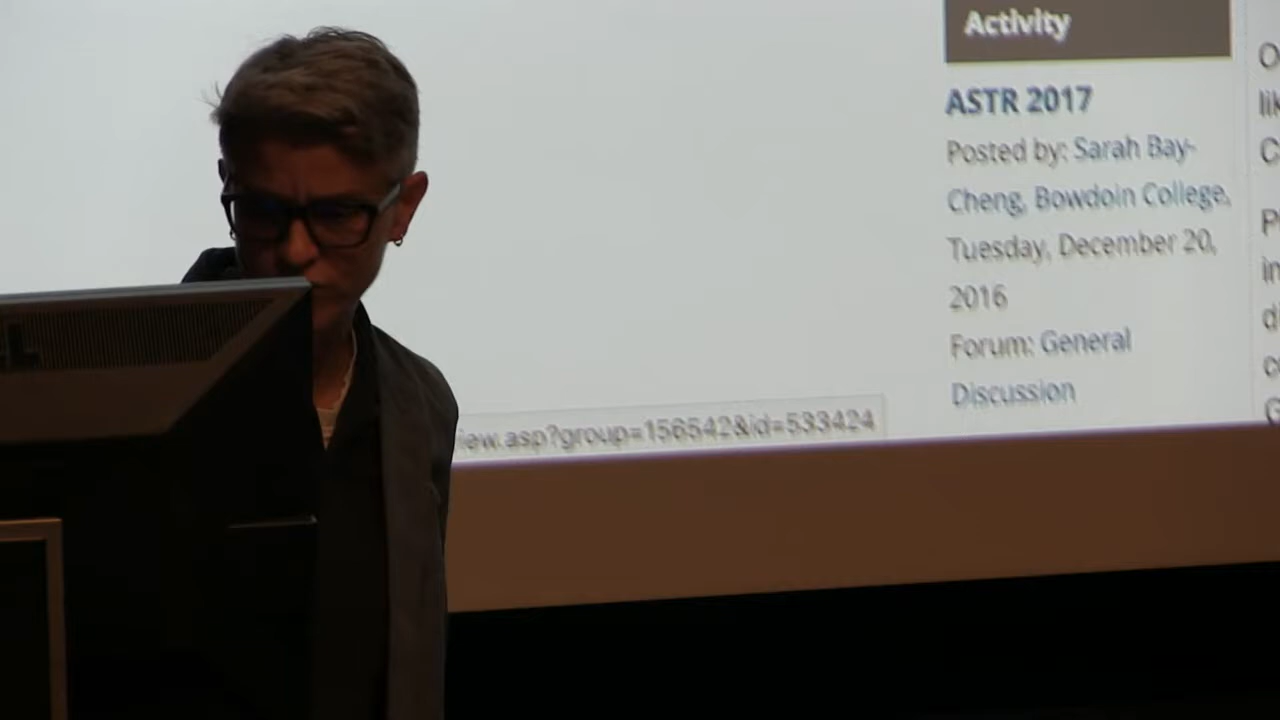 Activity
ASTR 2017
Posted by: Sarah Bay-
Cheng, Bowdoin College,
Tuesday, December 20,
2016
Forum: General
Discussion
iew.asp?group=156542&id=533424